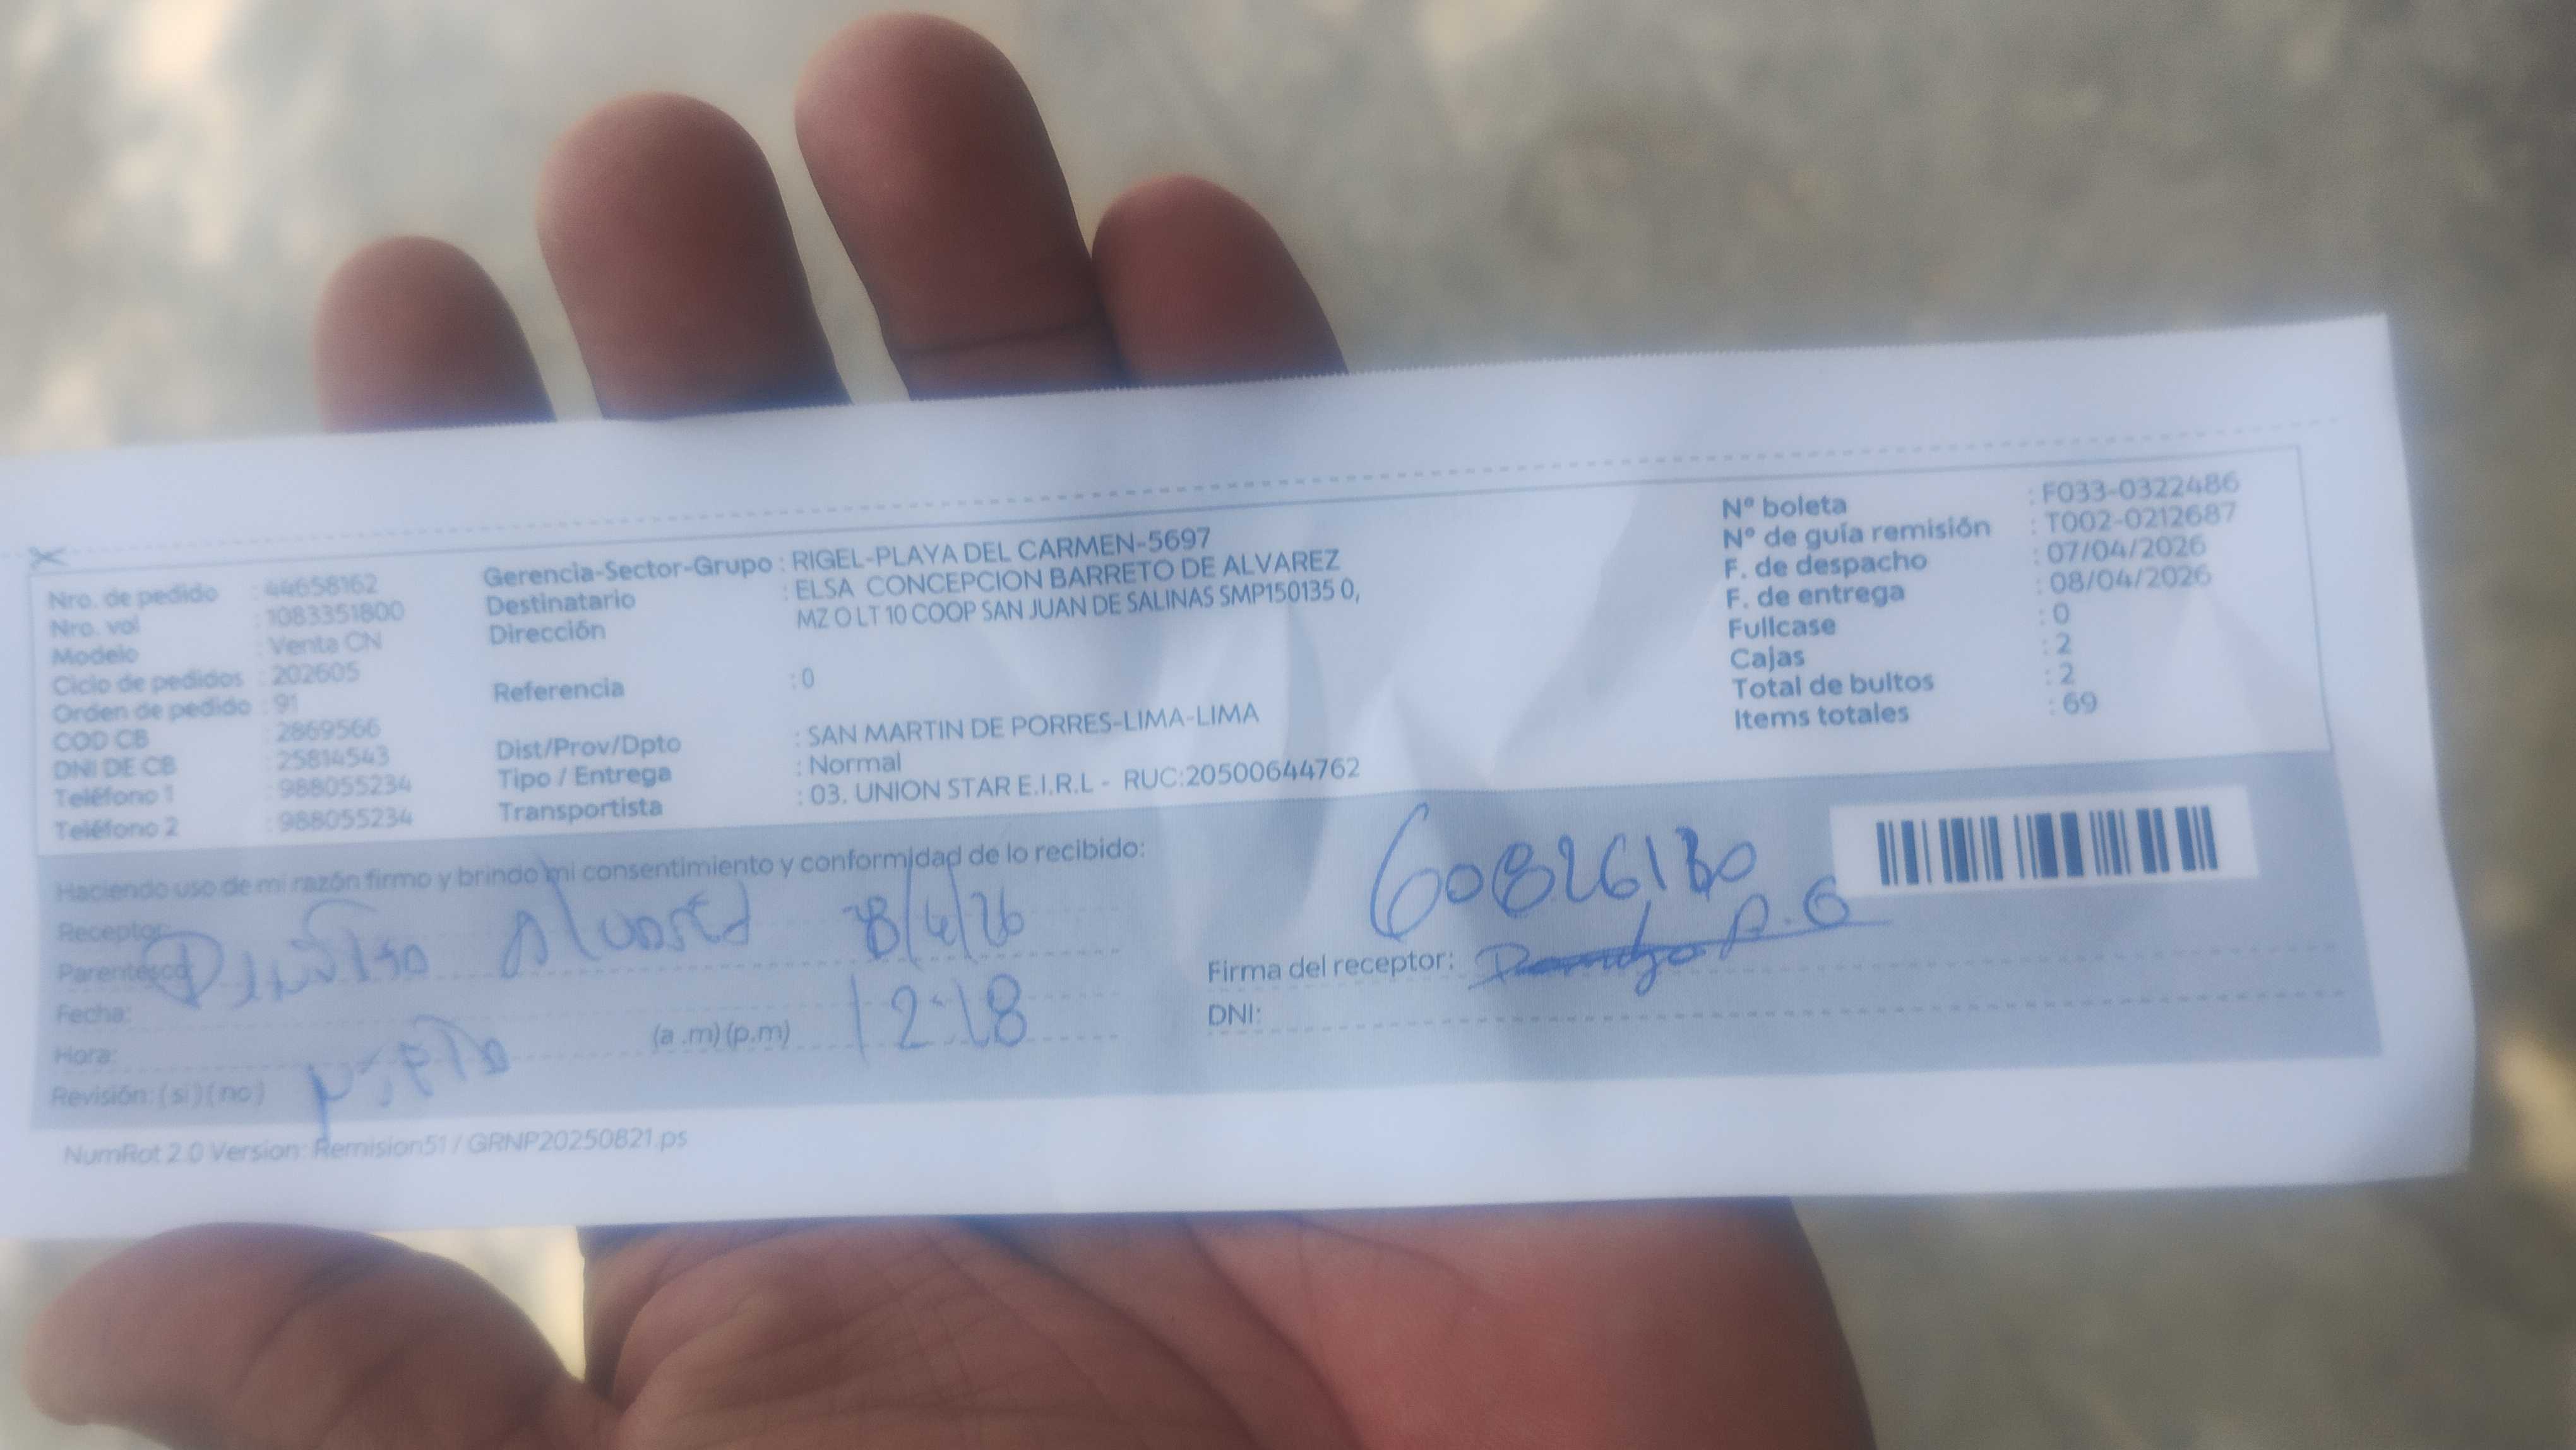 Nro. de pedido : 44658162
Nro. vol : 1083351800
Modelo : Venta CN
Ciclo de pedidos : 202605
Orden de pedido : 91
COD CB : 2869566
DNI DE CB : 25814543
Teléfono 1 : 988055234
Teléfono 2 : 988055234
Gerencia-Sector-Grupo : RIGEL-PLAYA DEL CARMEN-5697
Destinatario : ELSA CONCEPCION BARRETO DE ALVAREZ
Dirección MZ O LT 10 COOP SAN JUAN DE SALINAS SMP150135 0,
Referencia : 0
Dist/Prov/Dpto : SAN MARTIN DE PORRES-LIMA-LIMA
Tipo / Entrega : Normal
Transportista : 03. UNION STAR E.I.R.L - RUC:20500644762
Nº boleta : F033-0322486
Nº de guía remisión : T002-0212687
F. de despacho : 07/04/2026
F. de entrega : 08/04/2026
Fullcase : 0
Cajas : 2
Total de bultos : 2
Items totales : 69
Haciendo uso de mi razón firmo y brindo mi consentimiento y conformidad de lo recibido:
Receptor:
Parentesco:
Fecha: 8/4/26
Hora: (a .m) (p.m) 12:18
Revisión: ( si ) ( no )
60826130
Firma del receptor:
DNI:
NumRot 2.0 Version: Remision51 / GRNP20250821.ps